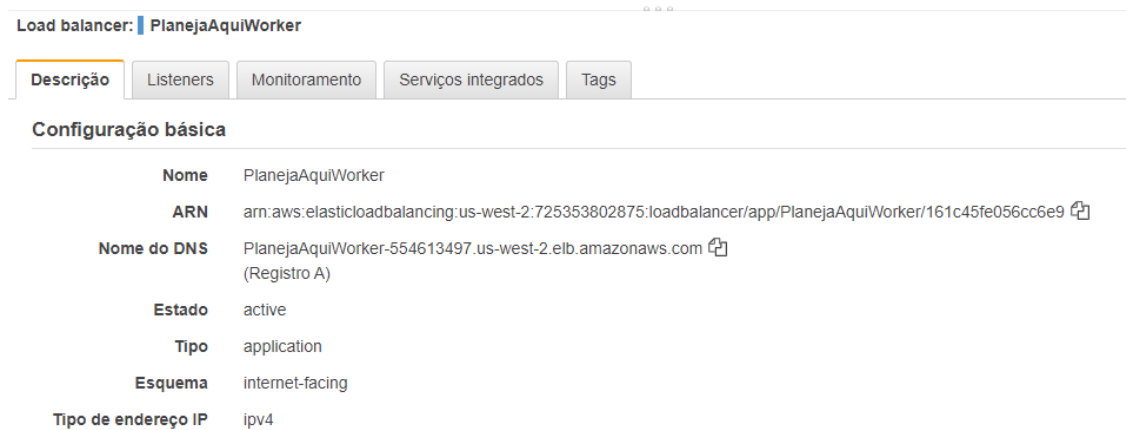 Load balancer: PlanejaAquiWorker
Descrição Listeners Monitoramento Serviços integrados Tags
Configuração básica
Nome PlanejaAquiWorker
ARN arn:aws:elasticloadbalancing:us-west-2:725353802875:loadbalancer/app/PlanejaAquiWorker/161c45fe056cc6e9
Nome do DNS PlanejaAquiWorker-554613497.us-west-2.elb.amazonaws.com
(Registro A)
Estado active
Tipo application
Esquema internet-facing
Tipo de endereço IP ipv4